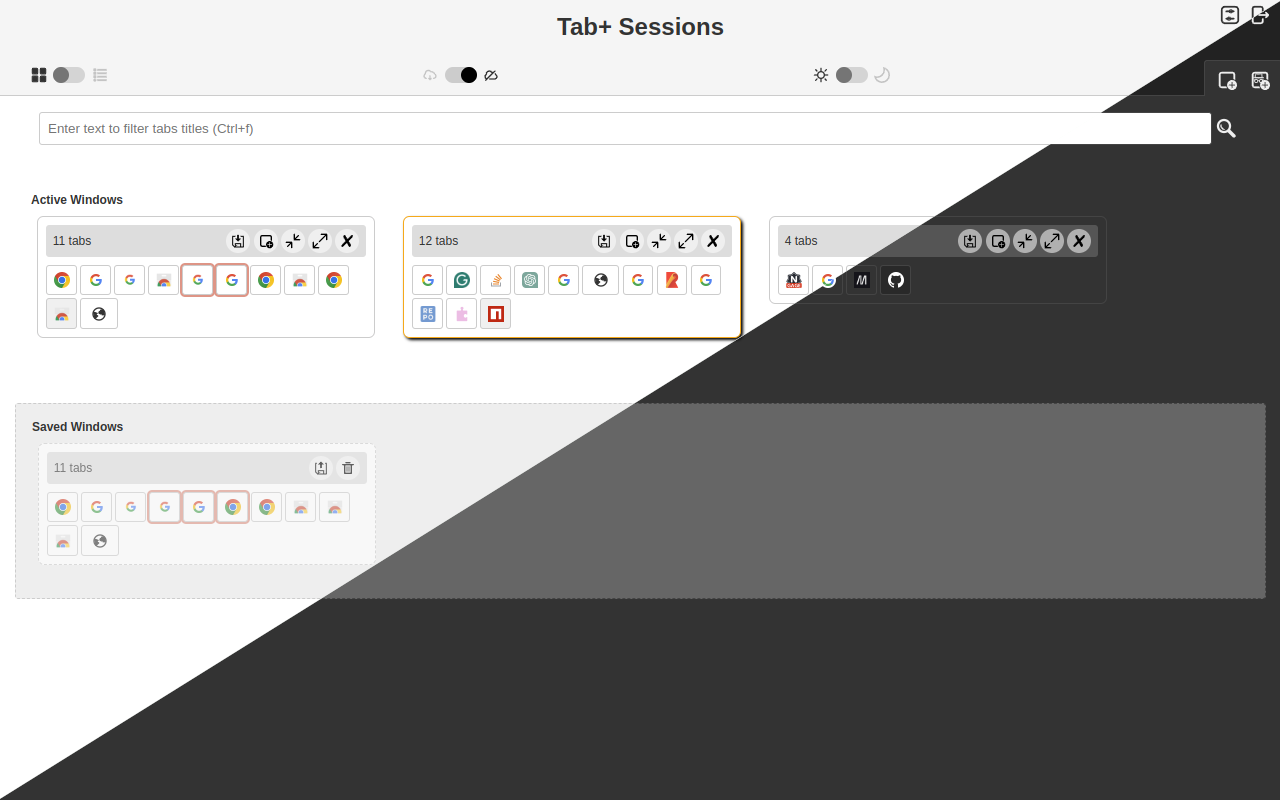 Tab+ Sessions
Enter text to filter tabs titles (Ctrl+f)
Active Windows
11 tabs
12 tabs
4 tabs
REPO
Saved Windows
11 tabs